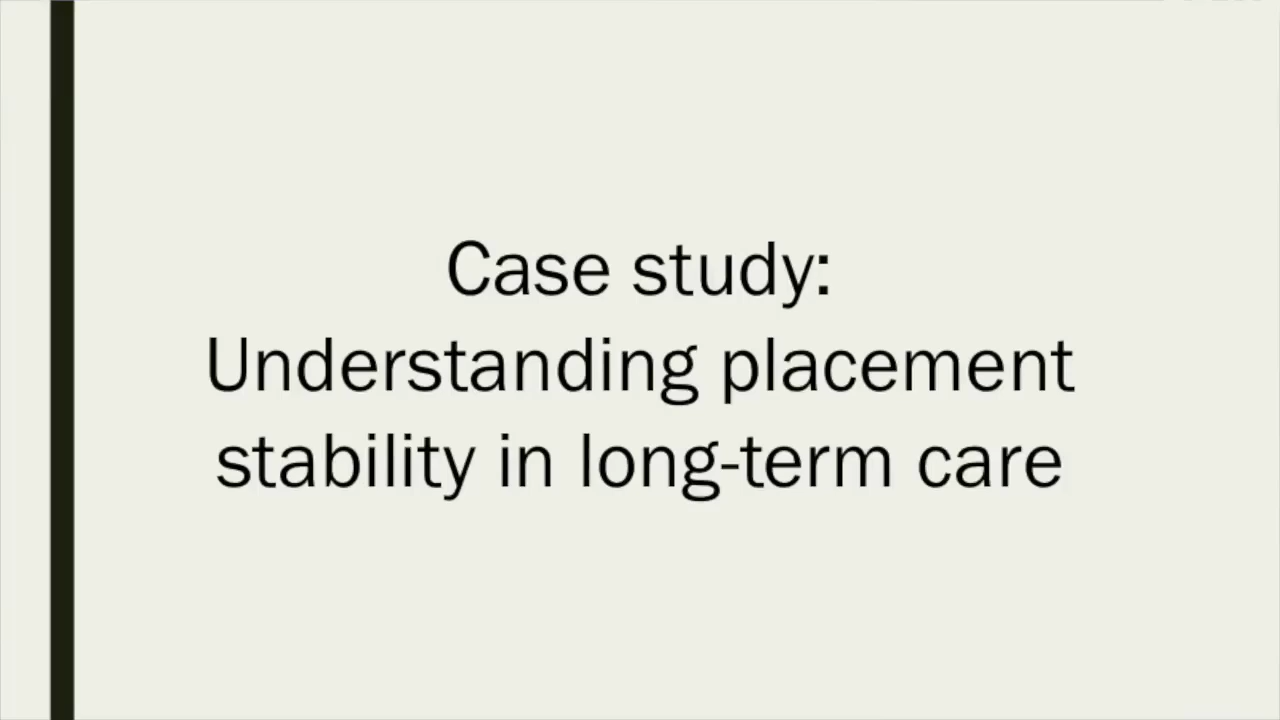 Case study:
Understanding placement
stability in long-term care